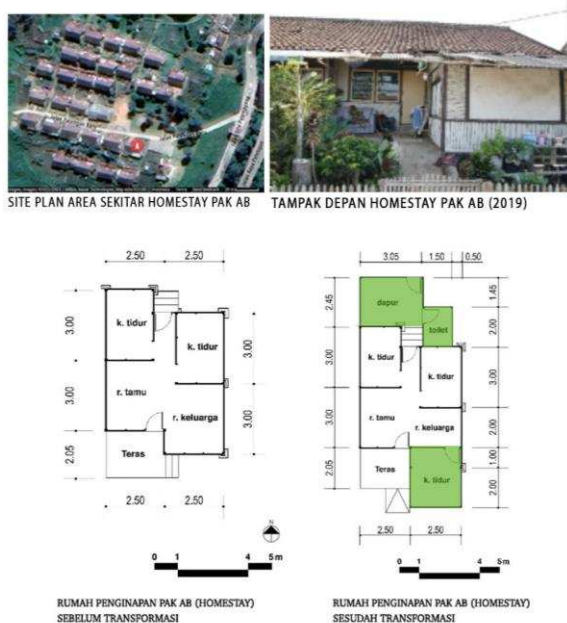 SITE PLAN AREA SEKITAR HOMESTAY PAK AB
TAMPAK DEPAN HOMESTAY PAK AB (2019)
2.50 2.50
3.00
3.00
2.05
3.00
3.00
k. tidur
k. tidur
r. tamu
r. keluarga
Teras
2.50 2.50
N
0 1 4 5m
RUMAH PENGINAPAN PAK AB (HOMESTAY)
SEBELUM TRANSFORMASI
3.05 1.50 0.50
2.45
3.00
3.00
2.05
1.45
2.00
3.00
2.00
1.00
2.00
dapur
toilet
k. tidur
k. tidur
r. tamu
r. keluarga
Teras
k. tidur
2.50 2.50
0 1 4 5m
RUMAH PENGINAPAN PAK AB (HOMESTAY)
SESUDAH TRANSFORMASI